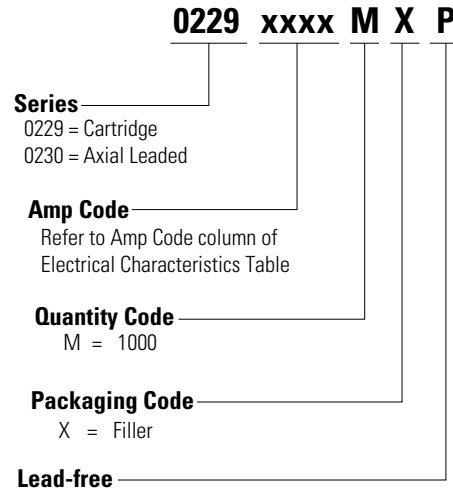 0229 xxxx M X P
Series
0229 = Cartridge
0230 = Axial Leaded
Amp Code
Refer to Amp Code column of
Electrical Characteristics Table
Quantity Code
M = 1000
Packaging Code
X = Filler
Lead-free